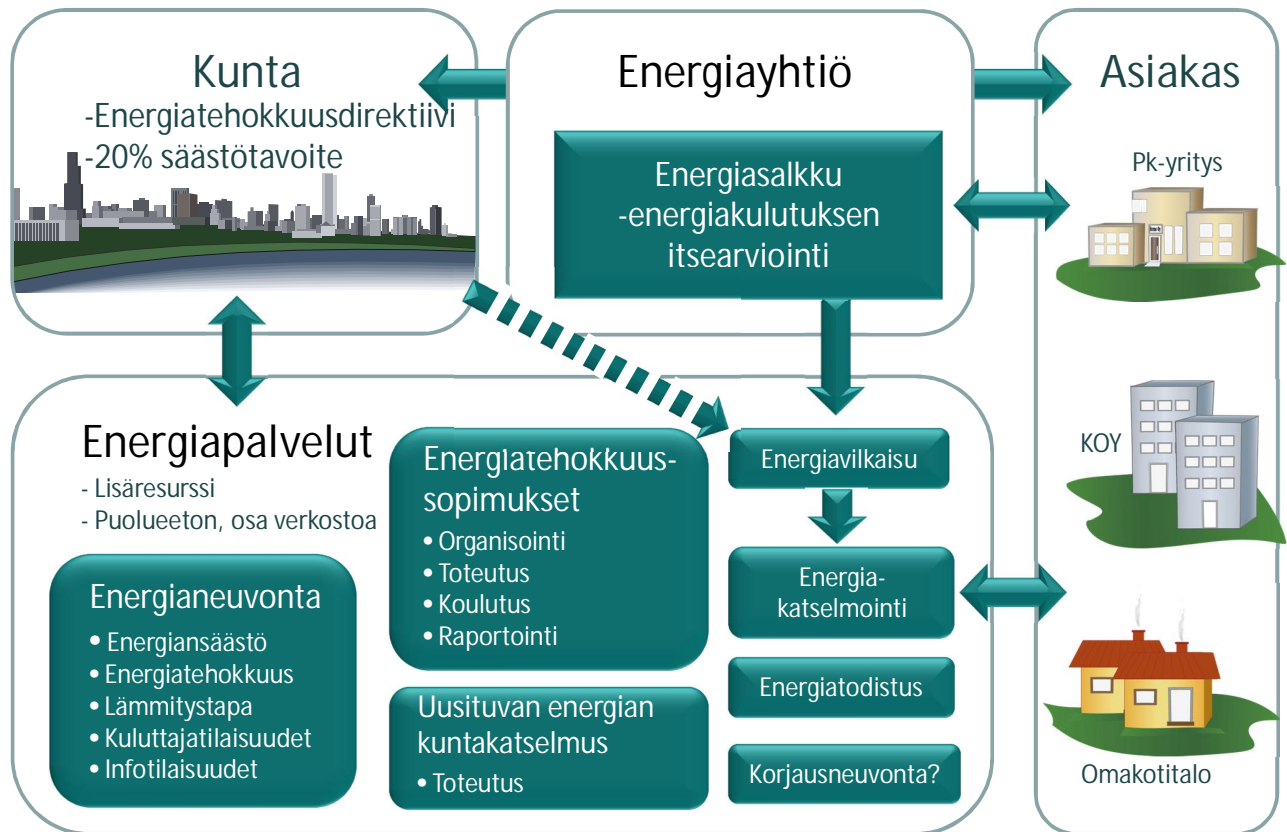 Kunta
-Energiatehokkuusdirektiivi
-20% säästötavoite
Energiayhtiö
Energiasalkku
-energiakulutuksen
itsearviointi
Asiakas
Pk-yritys
KOY
Omakotitalo
Energiapalvelut
- Lisäresurssi
- Puolueeton, osa verkostoa
Energianeuvonta
• Energiansäästö
• Energiatehokkuus
• Lämmitystapa
• Kuluttajatilaisuudet
• Infotilaisuudet
Energiatehokkuus-
sopimukset
• Organisointi
• Toteutus
• Koulutus
• Raportointi
Uusituvan energian
kuntakatselmus
• Toteutus
Energiavilkaisu
Energia-
katselmointi
Energiatodistus
Korjausneuvonta?